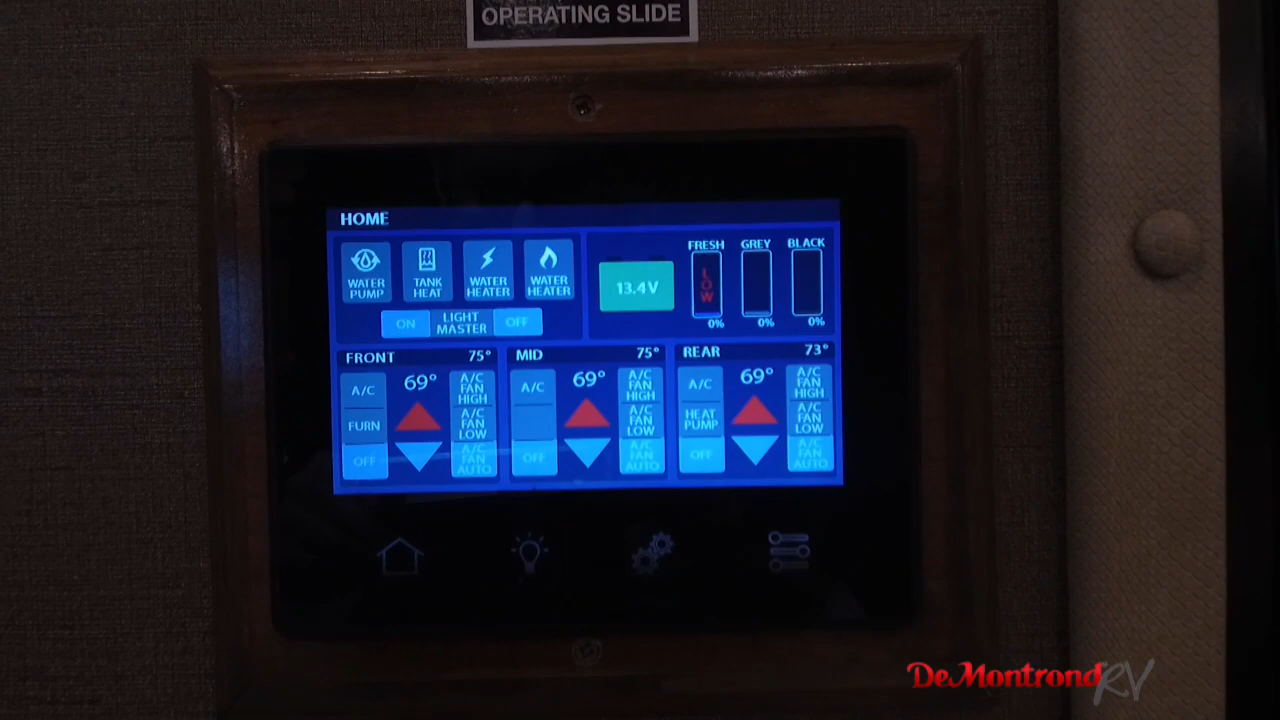 OPERATING SLIDE
HOME
WATER
PUMP
TANK
HEAT
WATER
HEATER
WATER
HEATER
ON
LIGHT
MASTER
OFF
13.4V
FRESH
GREY
BLACK
LOW
0%
0%
0%
FRONT 75°
A/C
FURN
OFF
69°
A/C
FAN
HIGH
A/C
FAN
LOW
A/C
FAN
AUTO
MID 75°
A/C
OFF
69°
A/C
FAN
HIGH
A/C
FAN
LOW
A/C
FAN
AUTO
REAR 73°
A/C
HEAT
PUMP
OFF
69°
A/C
FAN
HIGH
A/C
FAN
LOW
A/C
FAN
AUTO
DeMontrond RV